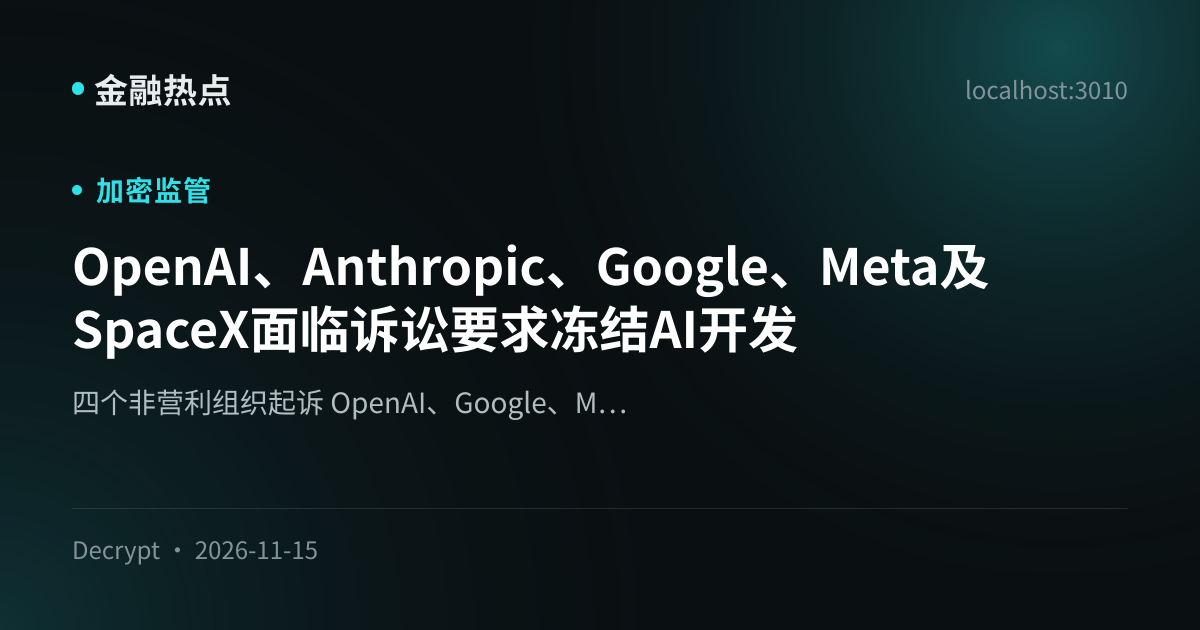 金融热点
localhost:3010
加密监管
OpenAI、Anthropic、Google、Meta及
SpaceX面临诉讼要求冻结AI开发
四个非营利组织起诉 OpenAI、Google、M…
Decrypt • 2026-11-15